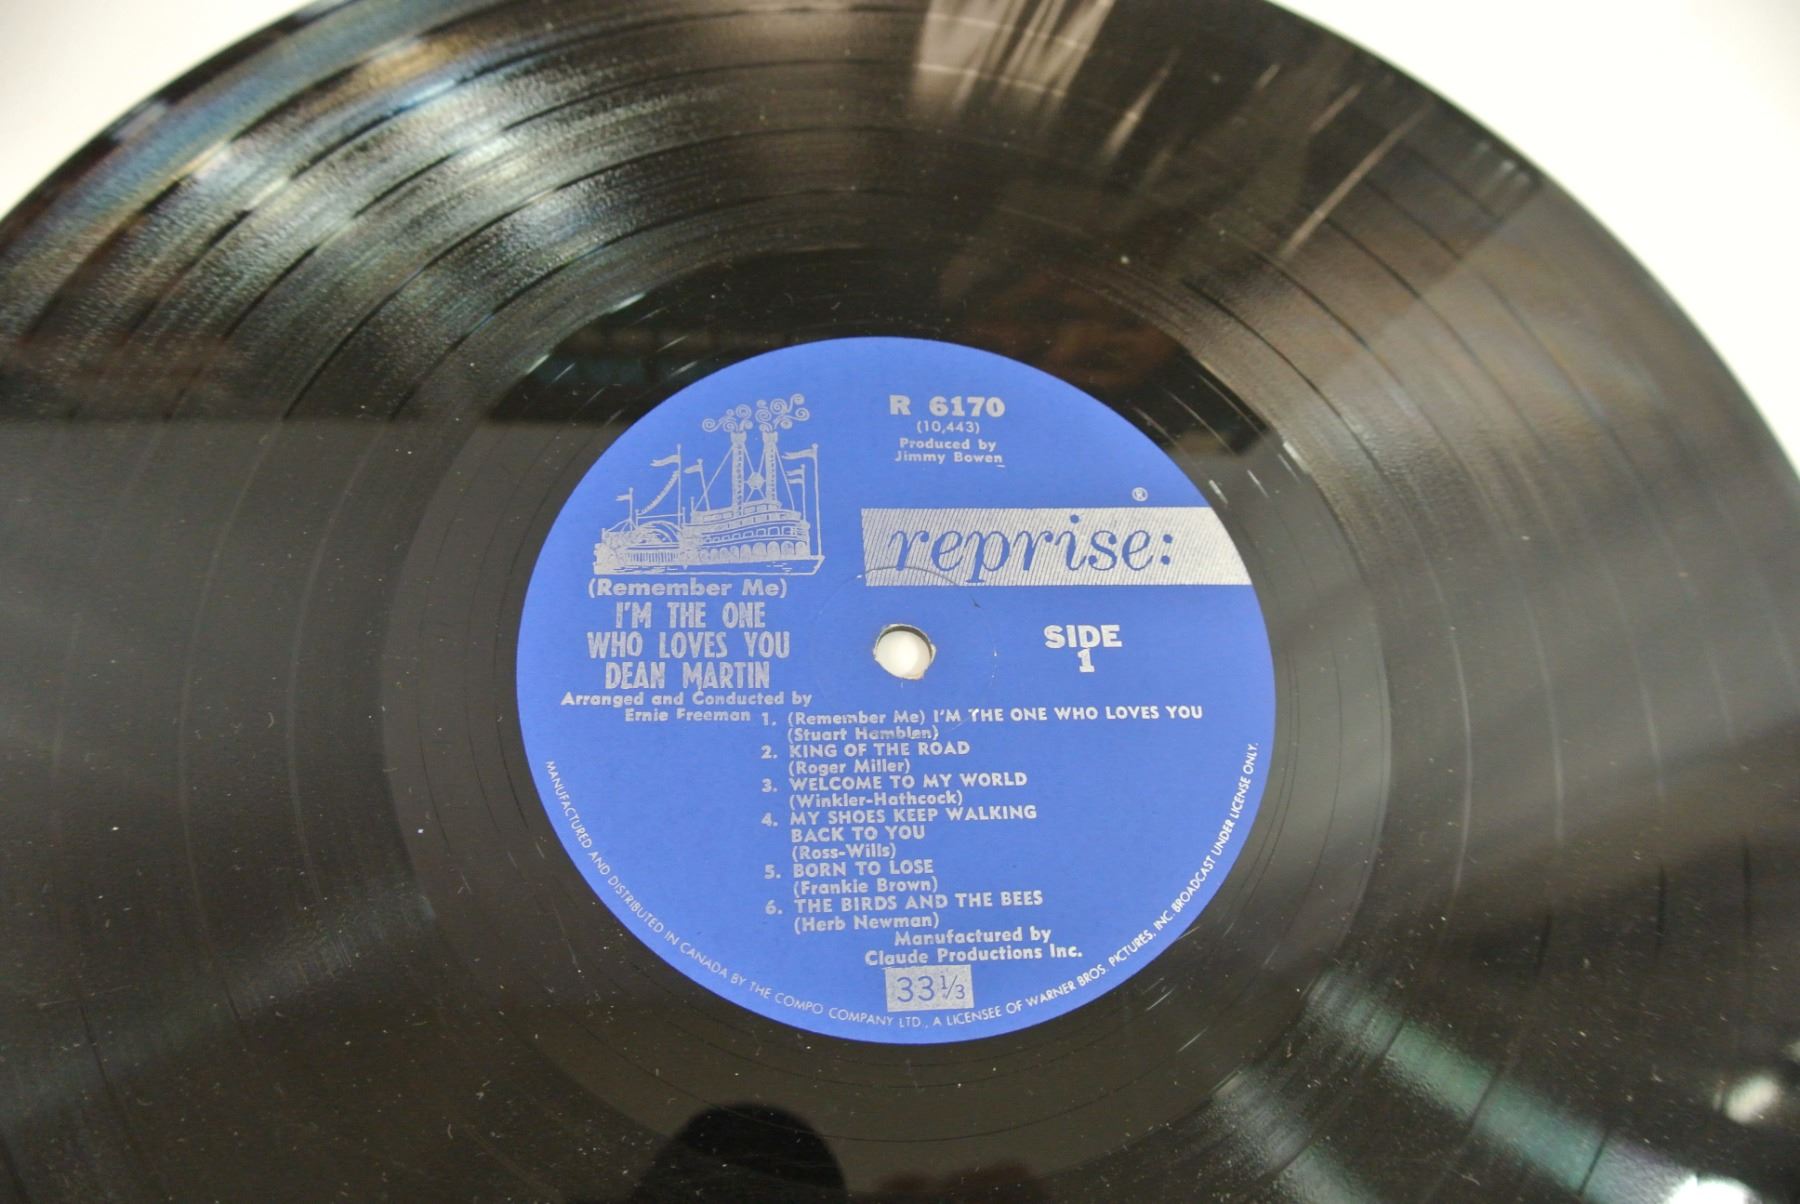 R 6170
(10,443)
Produced by
Jimmy Bowen
®
reprise:
(Remember Me)
I'M THE ONE
WHO LOVES YOU
DEAN MARTIN
Arranged and Conducted by
Ernie Freeman
SIDE
1
1. (Remember Me) I'M THE ONE WHO LOVES YOU
(Stuart Hamblen)
2. KING OF THE ROAD
(Roger Miller)
3. WELCOME TO MY WORLD
(Winkler-Hathcock)
4. MY SHOES KEEP WALKING
BACK TO YOU
(Ross-Wills)
5. BORN TO LOSE
(Frankie Brown)
6. THE BIRDS AND THE BEES
(Herb Newman)
Manufactured by
Claude Productions Inc.
33⅓
MANUFACTURED AND DISTRIBUTED IN CANADA BY THE COMPO COMPANY LTD., A LICENSEE OF WARNER BROS. PICTURES, INC. BROADCAST UNDER LICENSE ONLY.